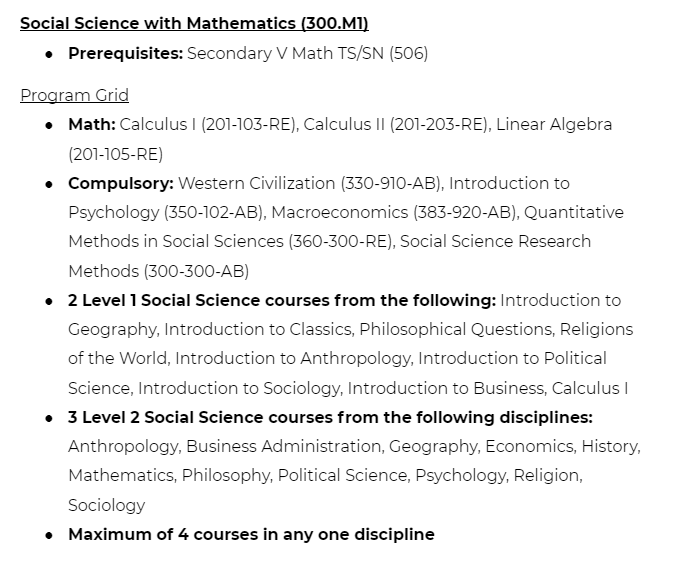 Social Science with Mathematics (300.M1)
● Prerequisites: Secondary V Math TS/SN (506)
Program Grid
● Math: Calculus I (201-103-RE), Calculus II (201-203-RE), Linear Algebra
(201-105-RE)
● Compulsory: Western Civilization (330-910-AB), Introduction to
Psychology (350-102-AB), Macroeconomics (383-920-AB), Quantitative
Methods in Social Sciences (360-300-RE), Social Science Research
Methods (300-300-AB)
● 2 Level 1 Social Science courses from the following: Introduction to
Geography, Introduction to Classics, Philosophical Questions, Religions
of the World, Introduction to Anthropology, Introduction to Political
Science, Introduction to Sociology, Introduction to Business, Calculus I
● 3 Level 2 Social Science courses from the following disciplines:
Anthropology, Business Administration, Geography, Economics, History,
Mathematics, Philosophy, Political Science, Psychology, Religion,
Sociology
● Maximum of 4 courses in any one discipline